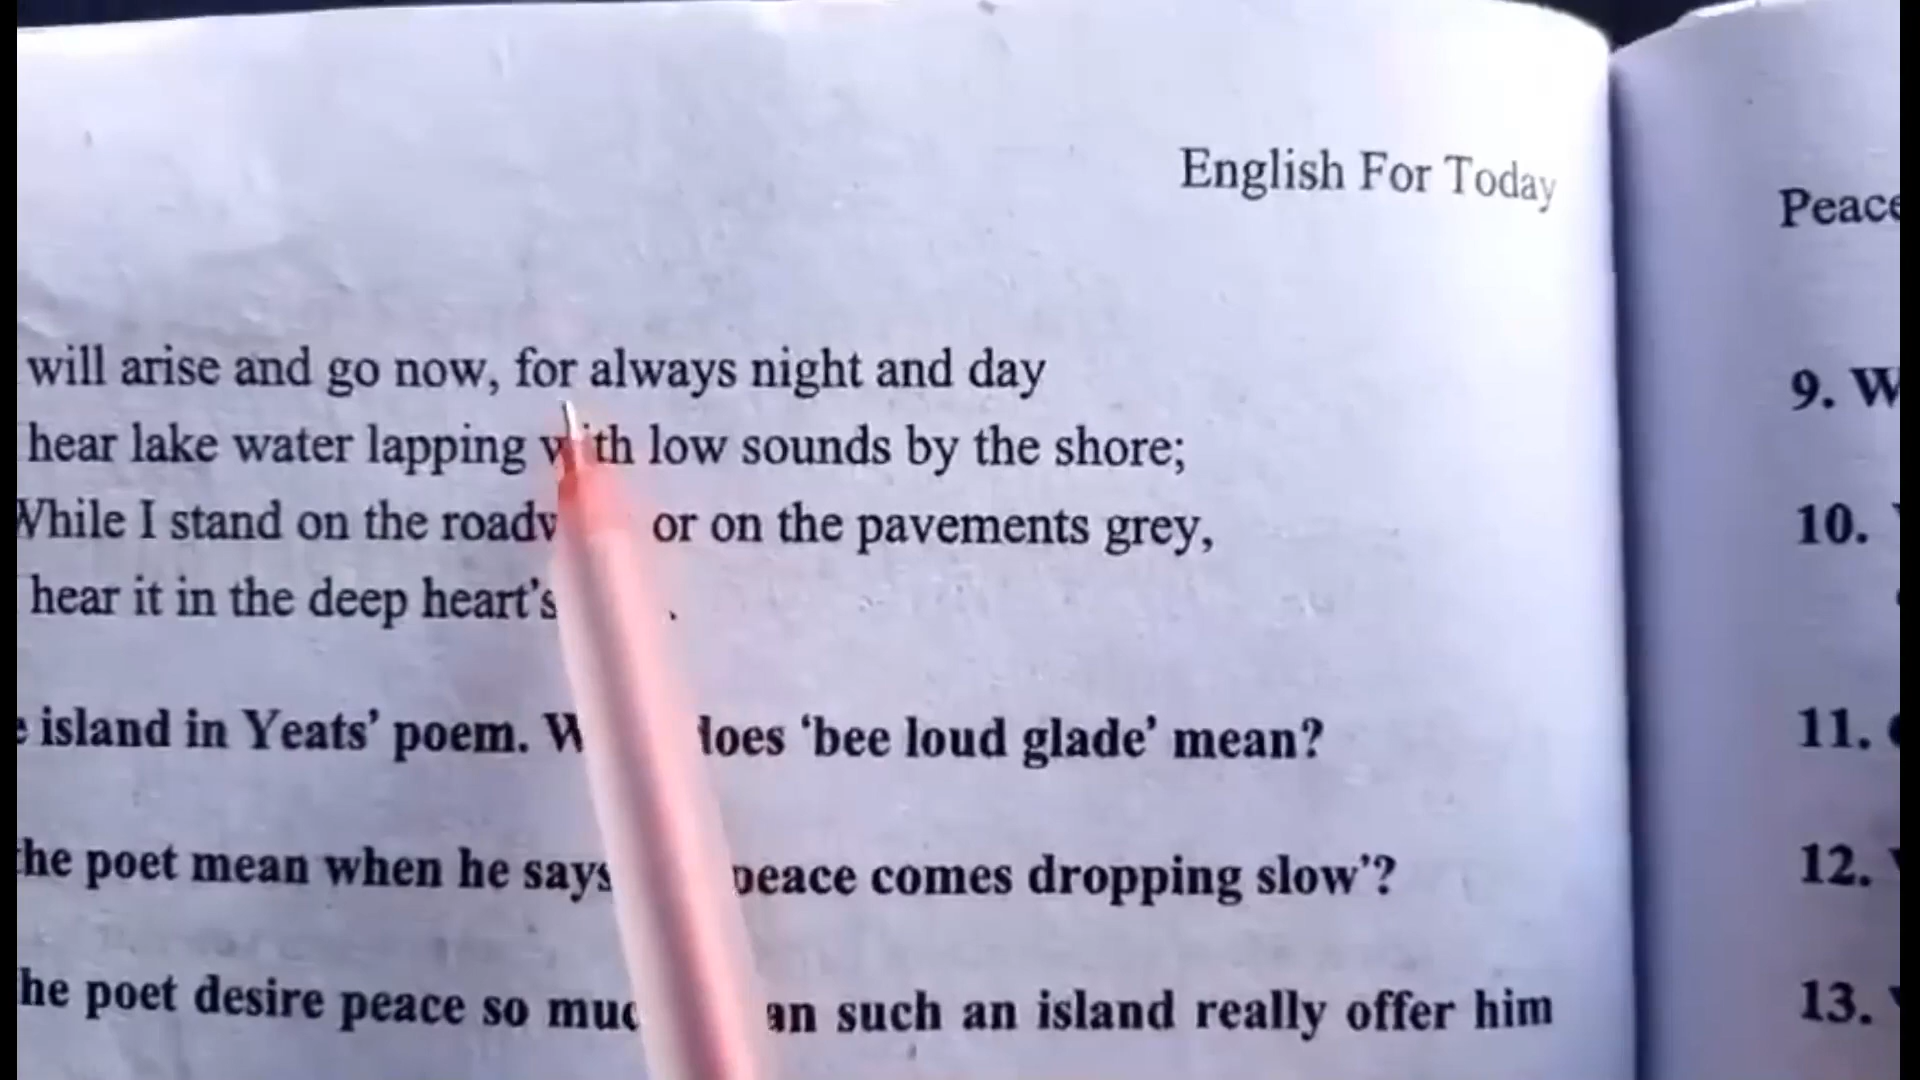 English For Today
will arise and go now, for always night and day
hear lake water lapping with low sounds by the shore;
While I stand on the roadw or on the pavements grey,
hear it in the deep heart's .
island in Yeats' poem. W does 'bee loud glade' mean?
the poet mean when he says peace comes dropping slow'?
he poet desire peace so muc an such an island really offer him
Peace
9. W
10.
11.
12.
13.